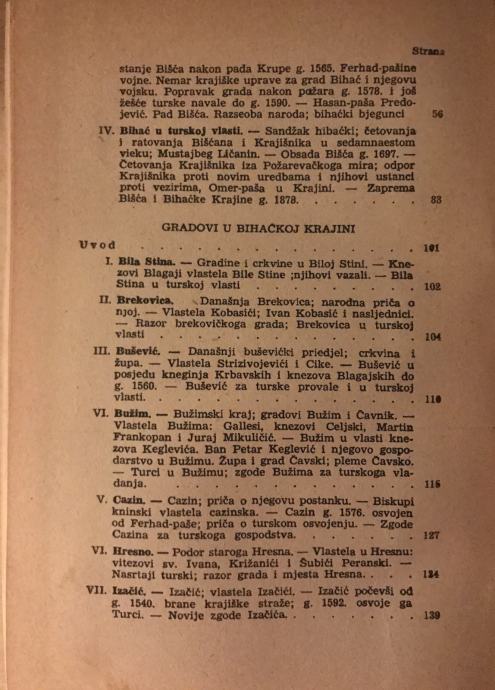 Strana
stanje Bišća nakon pada Krupe g. 1565. Ferhad-pašine
vojne. Nemar krajiške uprave za grad Bihać i njegovu
vojsku. Popravak grada nakon požara g. 1578. i još
žešće turske navale do g. 1590. — Hasan-paša Predo-
jević. Pad Bišća. Razseoba naroda; bihaćki bjegunci 56
IV. Bihać u turskoj vlasti. — Sandžak bihaćki; četovanja
i ratovanja Bišćana i Krajišnika u sedamnaestom
vieku; Mustajbeg Ličanin. — Obsada Bišća g. 1697. —
Četovanja Krajišnika iza Požarevačkoga mira; odpor
Krajišnika proti novim uredbama i njihovi ustanci
proti vezirima, Omer-paša u Krajini. — Zaprema
Bišća i Bihaćke Krajine g. 1878. . . . . . . 83
GRADOVI U BIHAĆKOJ KRAJINI
Uvod . . . . . . . . . . . . . 101
I. Bila Stina. — Gradine i crkvine u Biloj Stini. — Kne-
zovi Blagaji vlastela Bile Stine ;njihovi vazali. — Bila
Stina u turskoj vlasti . . . . . . . . 102
II. Brekovica. Današnja Brekovica; narodna priča o
njoj. — Vlastela Kobasići; Ivan Kobasić i nasljednici.
— Razor brekovičkoga grada; Brekovica u turskoj
vlasti . . . . . . . . . . . . 104
III. Bušević. — Današnji buševićki priedjel; crkvina i
župa. — Vlastela Strizivojevići i Cike. — Bušević u
posjedu kneginja Krbavskih i knezova Blagajskih do
g. 1560. — Bušević za turske provale i u turskoj
vlasti. . . . . . . . . . . . . 110
VI. Bužim. — Bužimski kraj; gradovi Bužim i Čavnik. —
Vlastela Bužima: Gallesi, knezovi Celjski, Martin
Frankopan i Juraj Mikuličić. — Bužim u vlasti kne-
zova Keglevića. Ban Petar Keglević i njegovo gospo-
darstvo u Bužimu. Župa i grad Čavski; pleme Čavsko.
— Turci u Bužimu; zgode Bužima za turskoga vla-
danja. . . . . . . . . . . . . 115
V. Cazin. — Cazin; priča o njegovu postanku. — Biskupi
kninski vlastela cazinska. — Cazin g. 1576. osvojen
od Ferhad-paše; priča o turskom osvojenju. — Zgode
Cazina za turskoga gospodstva. . . . . . . 127
VI. Hresno. — Podor staroga Hresna. — Vlastela u Hresnu:
vitezovi sv. Ivana, Križanići i Šubići Peranski. —
Nasrtaji turski; razor grada i mjesta Hresna. . . . 134
VII. Izačić. — Izačić; vlastela Izačići. — Izačić počevši od
g. 1540. brane krajiške straže; g. 1592. osvoje ga
Turci. — Novije zgode Izačića. . . . . . . 139